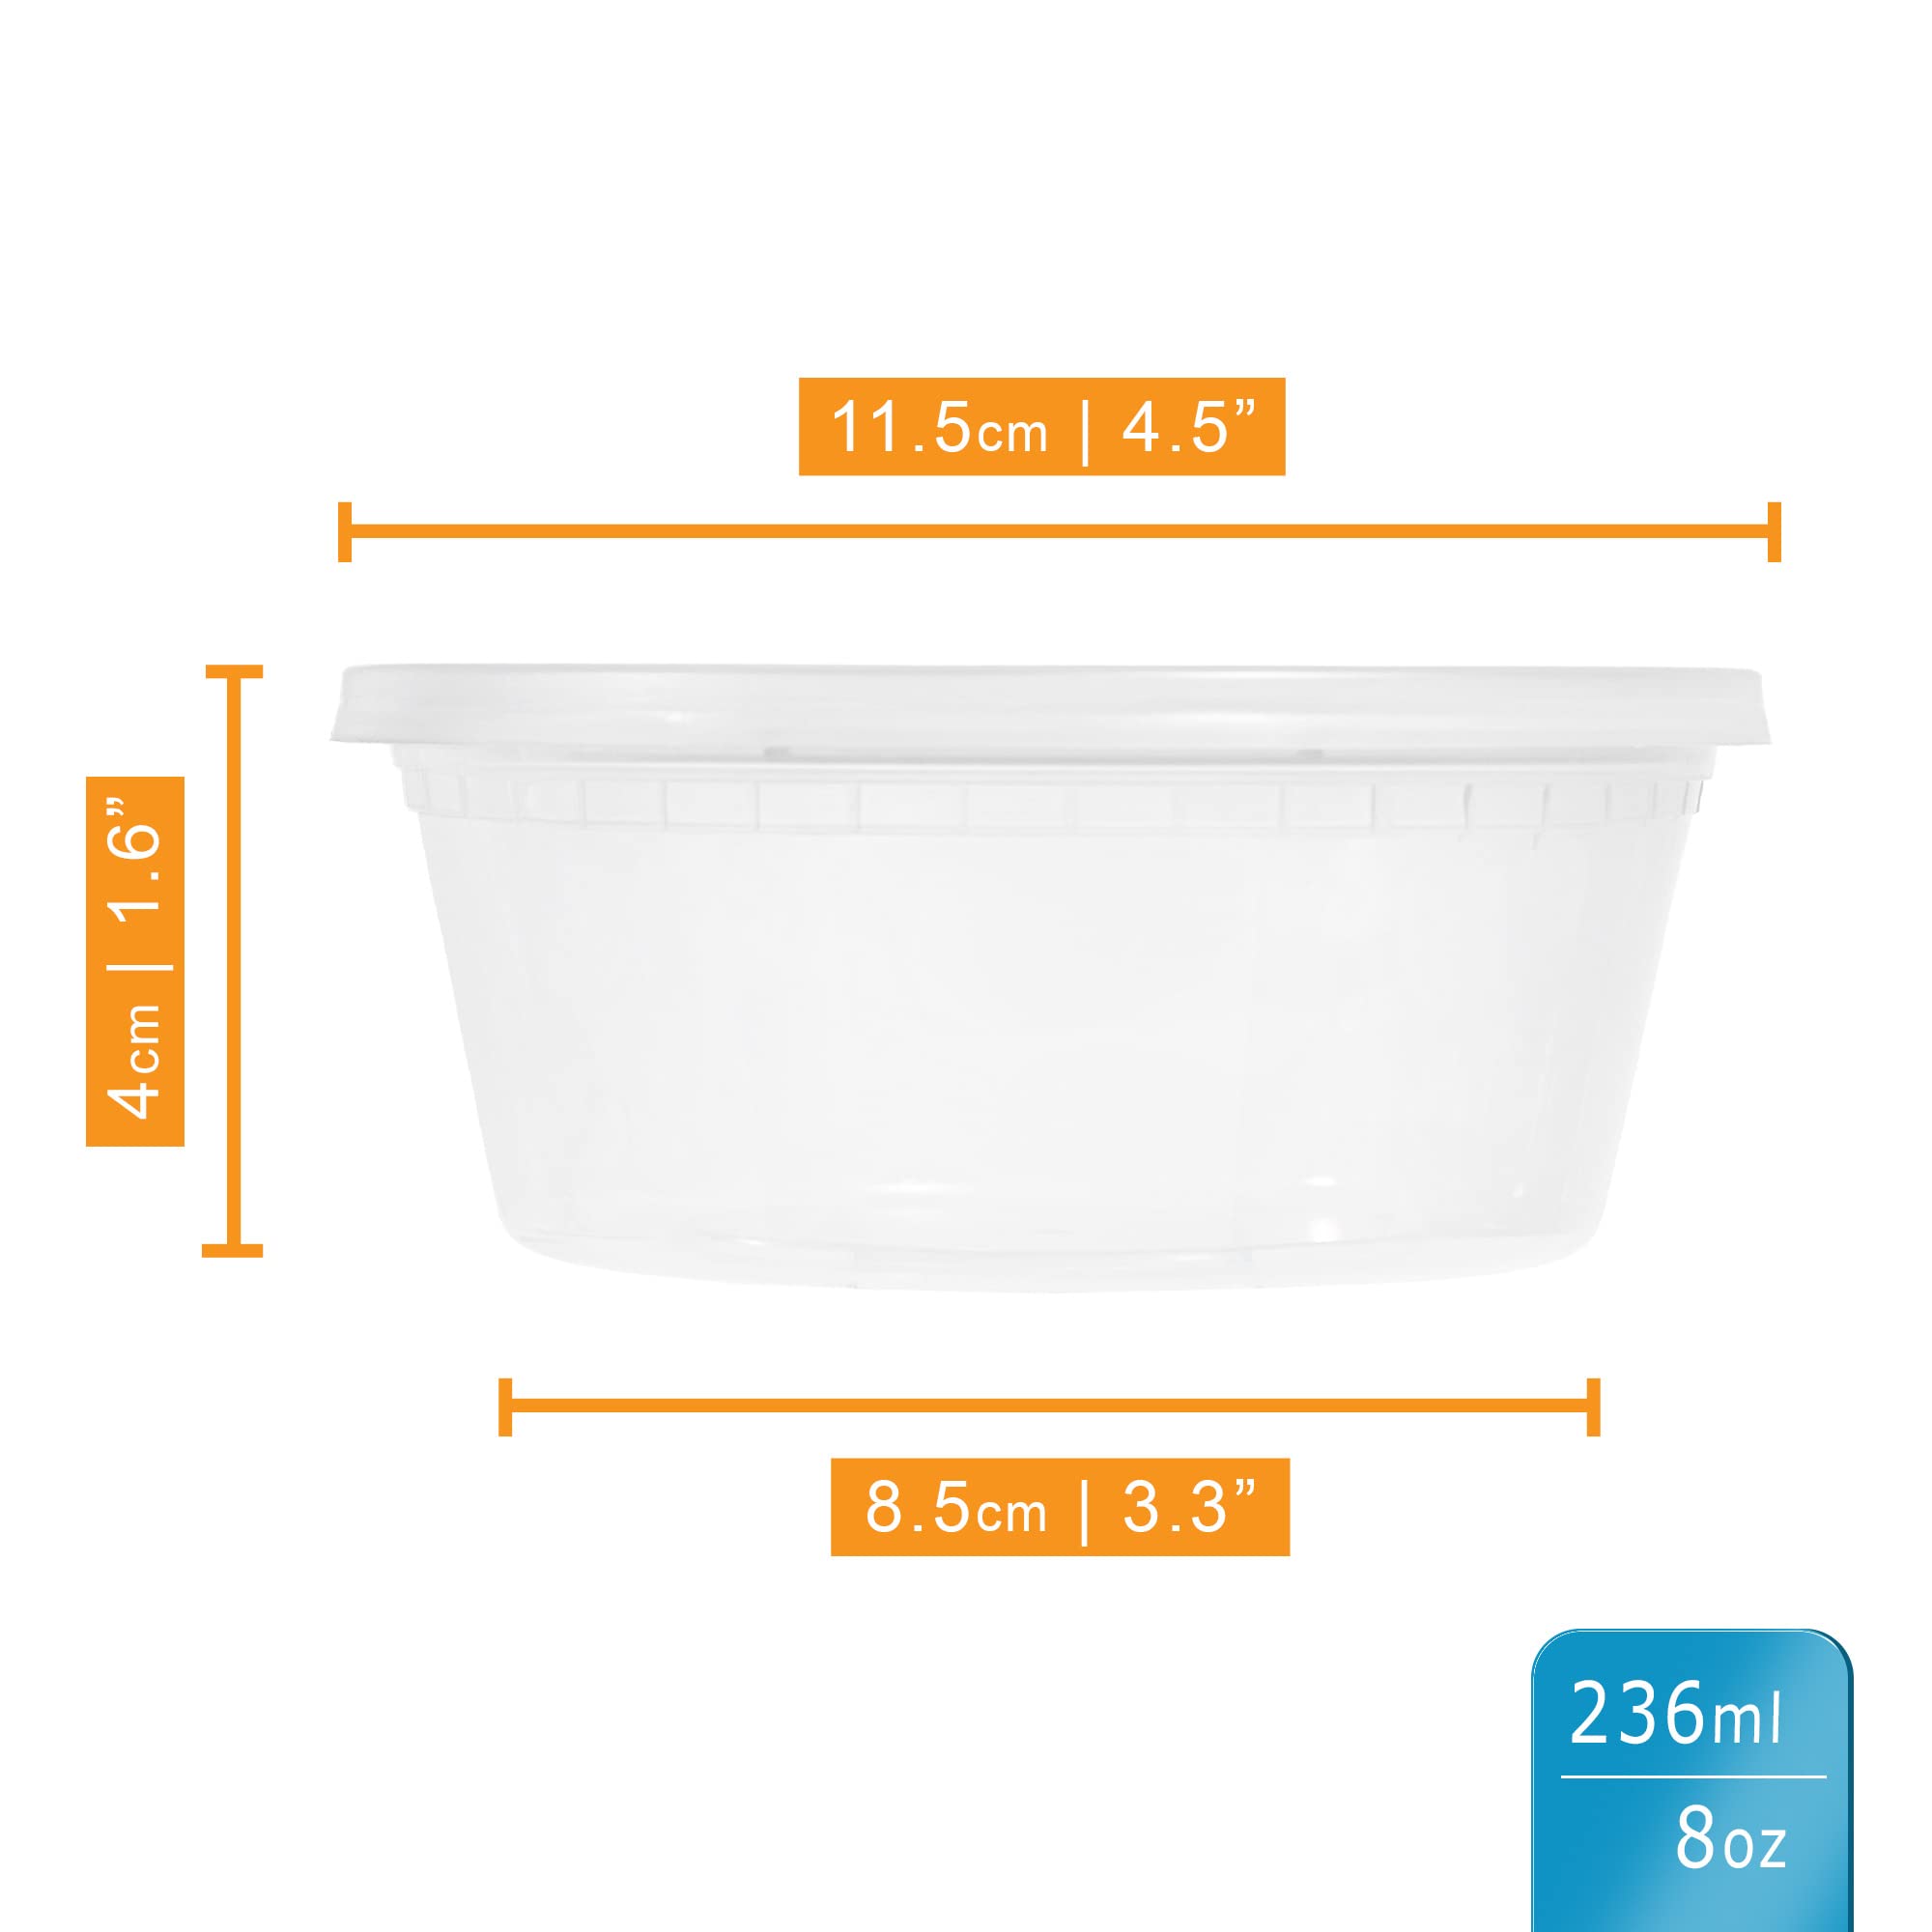 11.5cm | 4.5”
4cm | 1.6”
8.5cm | 3.3”
236ml
8oz